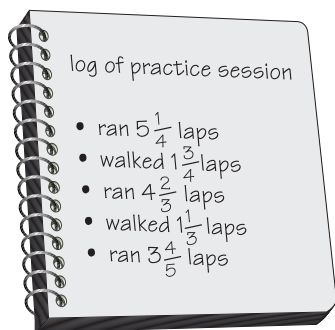 log of practice session
• ran 5 1/4 laps
• walked 1 3/4 laps
• ran 4 2/3 laps
• walked 1 1/3 laps
• ran 3 4/5 laps